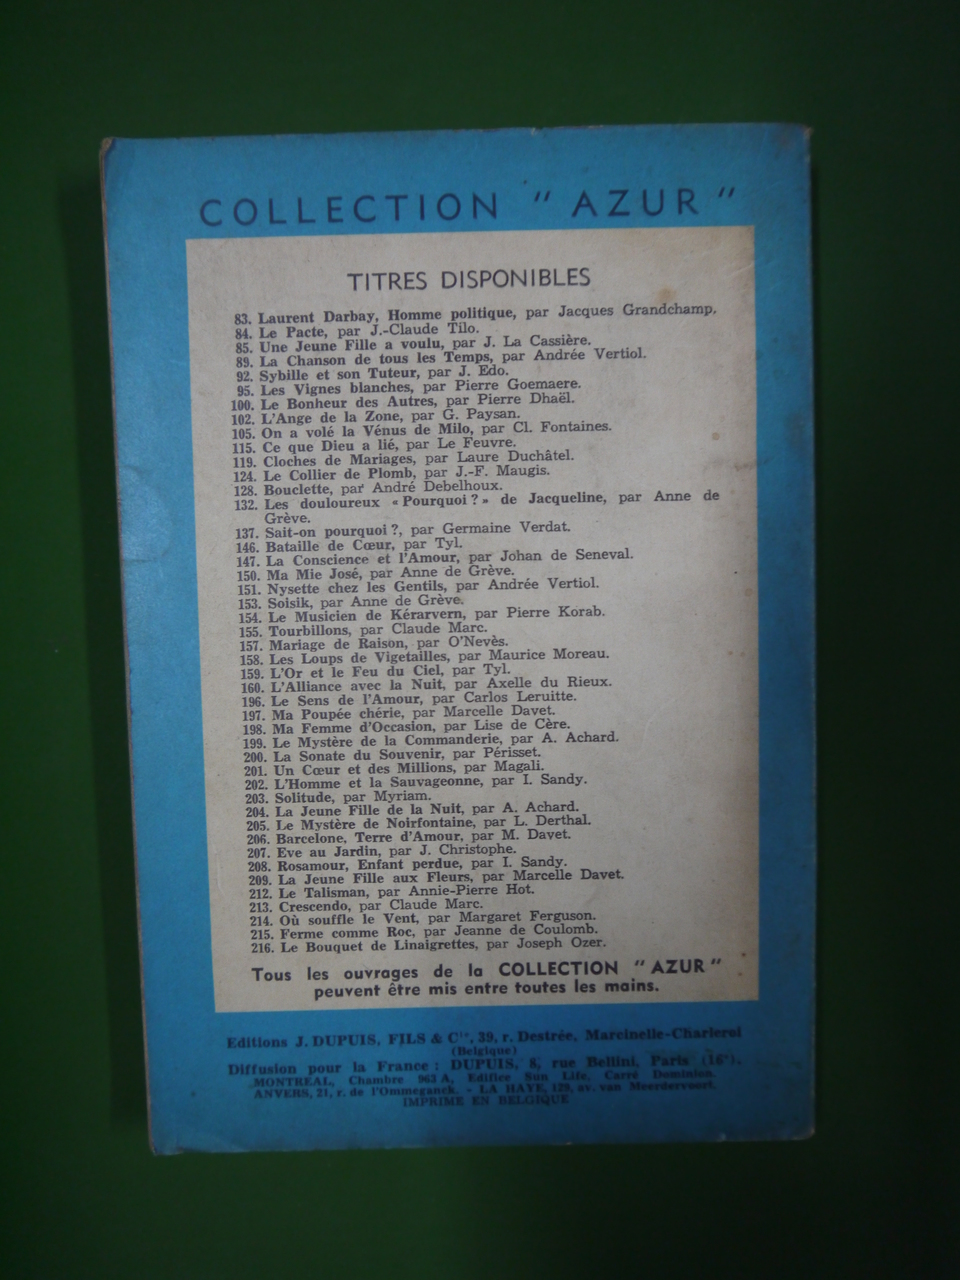 COLLECTION " AZUR "
TITRES DISPONIBLES
83. Laurent Darbay, Homme politique, par Jacques Grandchamp.
84. Le Pacte, par J.-Claude Tilo.
85. Une Jeune Fille a voulu, par J. La Cassière.
89. La Chanson de tous les Temps, par Andrée Vertiol.
92. Sybille et son Tuteur, par J. Edo.
95. Les Vignes blanches, par Pierre Goemaere.
100. Le Bonheur des Autres, par Pierre Dhaël.
102. L'Ange de la Zone, par G. Paysan.
105. On a volé la Vénus de Milo, par Cl. Fontaines.
115. Ce que Dieu a lié, par Le Feuvre.
119. Cloches de Mariages, par Laure Duchâtel.
124. Le Collier de Plomb, par J.-F. Maugis.
128. Bouclette, par André Debelhoux.
132. Les douloureux « Pourquoi ? » de Jacqueline, par Anne de
Grève.
137. Sait-on pourquoi ?, par Germaine Verdat.
146. Bataille de Cœur, par Tyl.
147. La Conscience et l'Amour, par Johan de Seneval.
150. Ma Mie José, par Anne de Grève.
151. Nysette chez les Gentils, par Andrée Vertiol.
153. Soisik, par Anne de Grève.
154. Le Musicien de Kérarvern, par Pierre Korab.
155. Tourbillons, par Claude Marc.
157. Mariage de Raison, par O'Nevès.
158. Les Loups de Vigetailles, par Maurice Moreau.
159. L'Or et le Feu du Ciel, par Tyl.
160. L'Alliance avec la Nuit, par Axelle du Rieux.
196. Le Sens de l'Amour, par Carlos Leruitte.
197. Ma Poupée chérie, par Marcelle Davet.
198. Ma Femme d'Occasion, par Lise de Cère.
199. Le Mystère de la Commanderie, par A. Achard.
200. La Sonate du Souvenir, par Périsset.
201. Un Cœur et des Millions, par Magali.
202. L'Homme et la Sauvageonne, par I. Sandy.
203. Solitude, par Myriam.
204. La Jeune Fille de la Nuit, par A. Achard.
205. Le Mystère de Noirfontaine, par L. Derthal.
206. Barcelone, Terre d'Amour, par M. Davet.
207. Eve au Jardin, par J. Christophe.
208. Rosamour, Enfant perdue, par I. Sandy.
209. La Jeune Fille aux Fleurs, par Marcelle Davet.
212. Le Talisman, par Annie-Pierre Hot.
213. Crescendo, par Claude Marc.
214. Où souffle le Vent, par Margaret Ferguson.
215. Ferme comme Roc, par Jeanne de Coulomb.
216. Le Bouquet de Linaigrettes, par Joseph Ozer.
Tous les ouvrages de la COLLECTION "AZUR"
peuvent être mis entre toutes les mains.
Editions J. DUPUIS, FILS & Cie, 39, r. Destrée, Marcinelle-Charleroi
(Belgique)
Diffusion pour la France : DUPUIS, 8, rue Bellini, Paris (16e).
MONTREAL, Chambre 963 A, Edifice Sun Life, Carré Dominion.
ANVERS, 21, r. de l'Ommeganck. - LA HAYE, 128, av. van Meerdervoort.
IMPRIME EN BELGIQUE